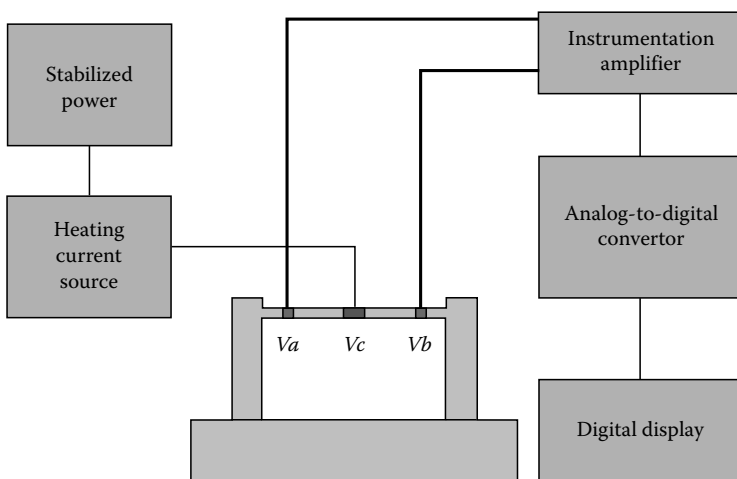 Stabilized
power
Instrumentation
amplifier
Heating
current
source
Analog-to-digital
convertor
Va
Vc
Vb
Digital display